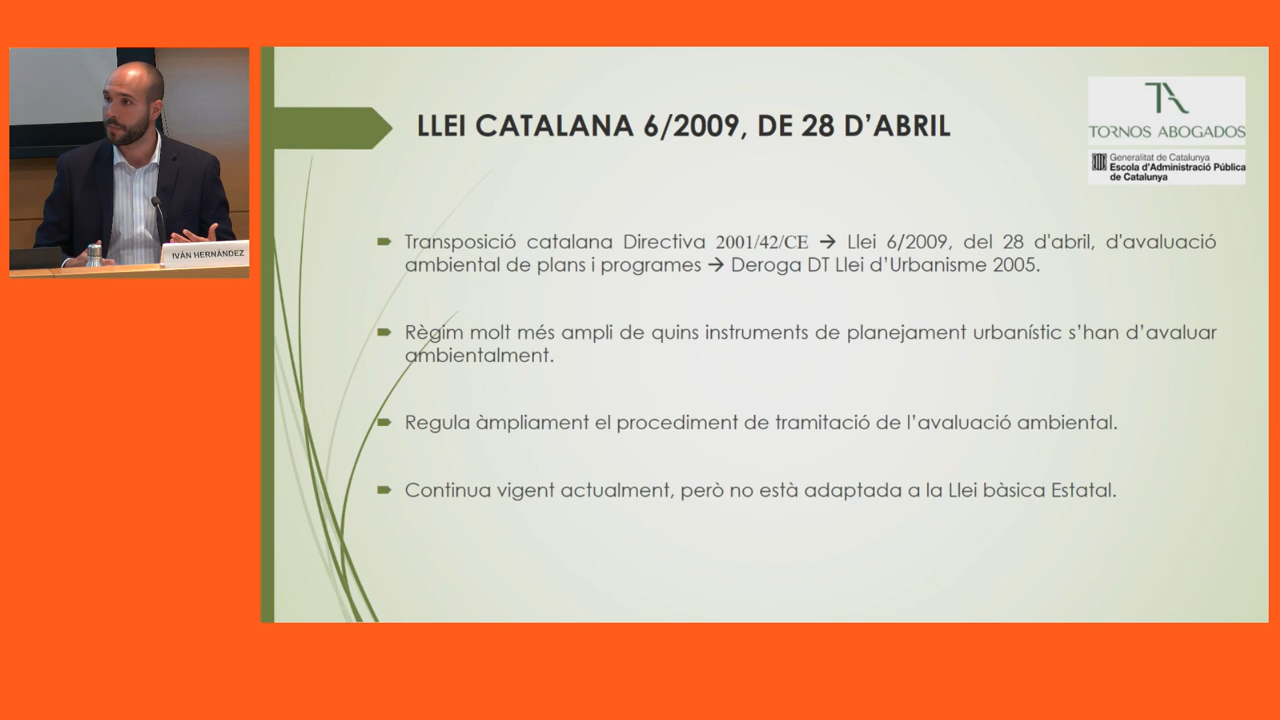 IVÁN HERNÁNDEZ
LLEI CATALANA 6/2009, DE 28 D’ABRIL
TORNOS ABOGADOS
Generalitat de Catalunya
Escola d'Administració Pública
de Catalunya
Transposició catalana Directiva 2001/42/CE → Llei 6/2009, del 28 d'abril, d'avaluació
ambiental de plans i programes → Deroga DT Llei d’Urbanisme 2005.
Règim molt més ampli de quins instruments de planejament urbanístic s’han d’avaluar
ambientalment.
Regula àmpliament el procediment de tramitació de l’avaluació ambiental.
Continua vigent actualment, però no està adaptada a la Llei bàsica Estatal.